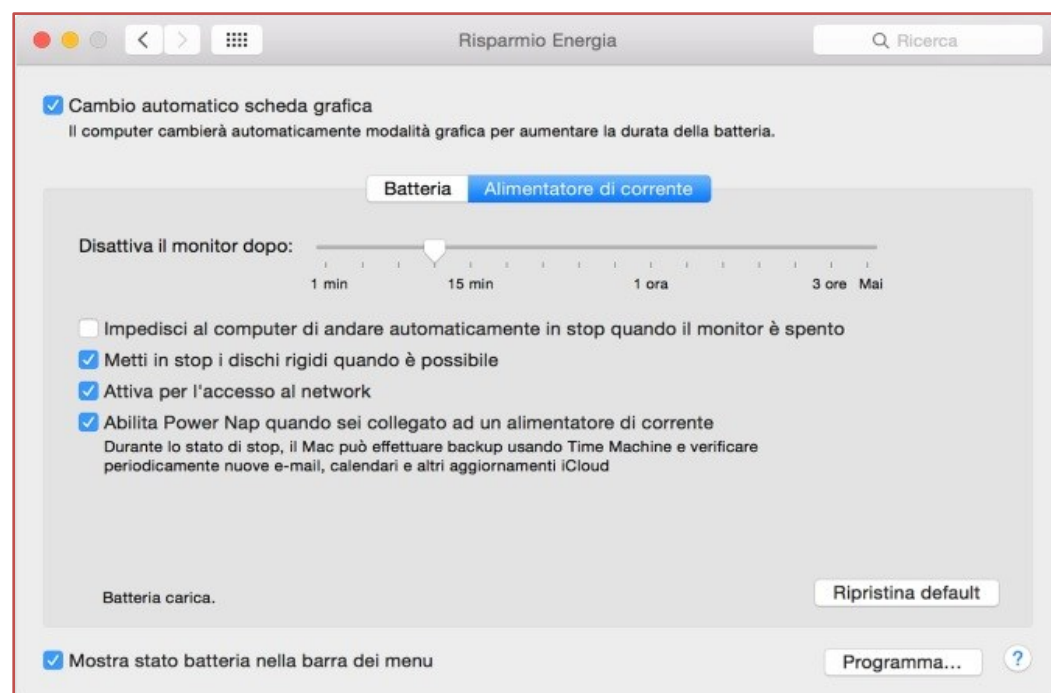 Risparmio Energia
Ricerca
Cambio automatico scheda grafica
Il computer cambierà automaticamente modalità grafica per aumentare la durata della batteria.
Batteria
Alimentatore di corrente
Disattiva il monitor dopo:
1 min 15 min 1 ora 3 ore Mai
Impedisci al computer di andare automaticamente in stop quando il monitor è spento
Metti in stop i dischi rigidi quando è possibile
Attiva per l'accesso al network
Abilita Power Nap quando sei collegato ad un alimentatore di corrente
Durante lo stato di stop, il Mac può effettuare backup usando Time Machine e verificare
periodicamente nuove e-mail, calendari e altri aggiornamenti iCloud
Batteria carica.
Ripristina default
Mostra stato batteria nella barra dei menu
Programma...
?